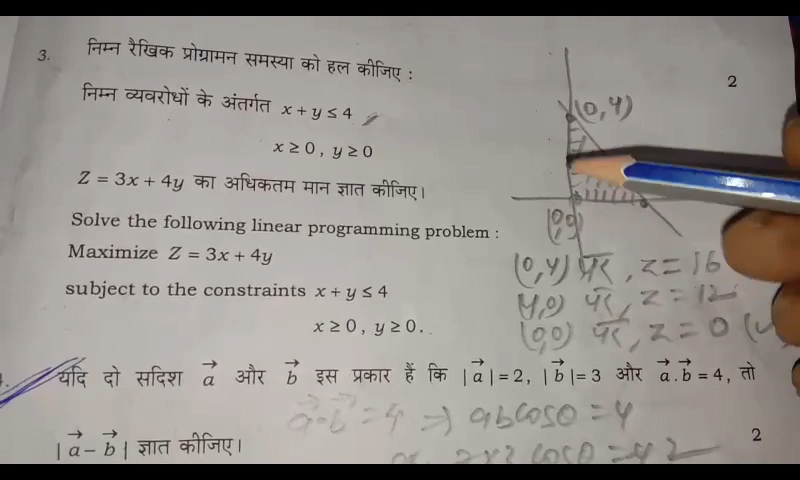 3. निम्न रैखिक प्रोग्रामन समस्या को हल कीजिए : 2
निम्न व्यवरोधों के अंतर्गत x + y ≤ 4
x ≥ 0 , y ≥ 0
Z = 3x + 4y का अधिकतम मान ज्ञात कीजिए।
Solve the following linear programming problem :
Maximize Z = 3x + 4y
subject to the constraints x + y ≤ 4
x ≥ 0 , y ≥ 0.
(0,4)
(0,0)
(0,4) पर, z = 16
(4,0) पर, z = 12
(0,0) पर, z = 0
यदि दो सदिश a⃗ और b⃗ इस प्रकार हैं कि |a⃗| = 2, |b⃗| = 3 और a⃗ . b⃗ = 4, तो
a⃗ · b⃗ = 4 ⇒ ab cosθ = 4
|a⃗ – b⃗| ज्ञात कीजिए। 2